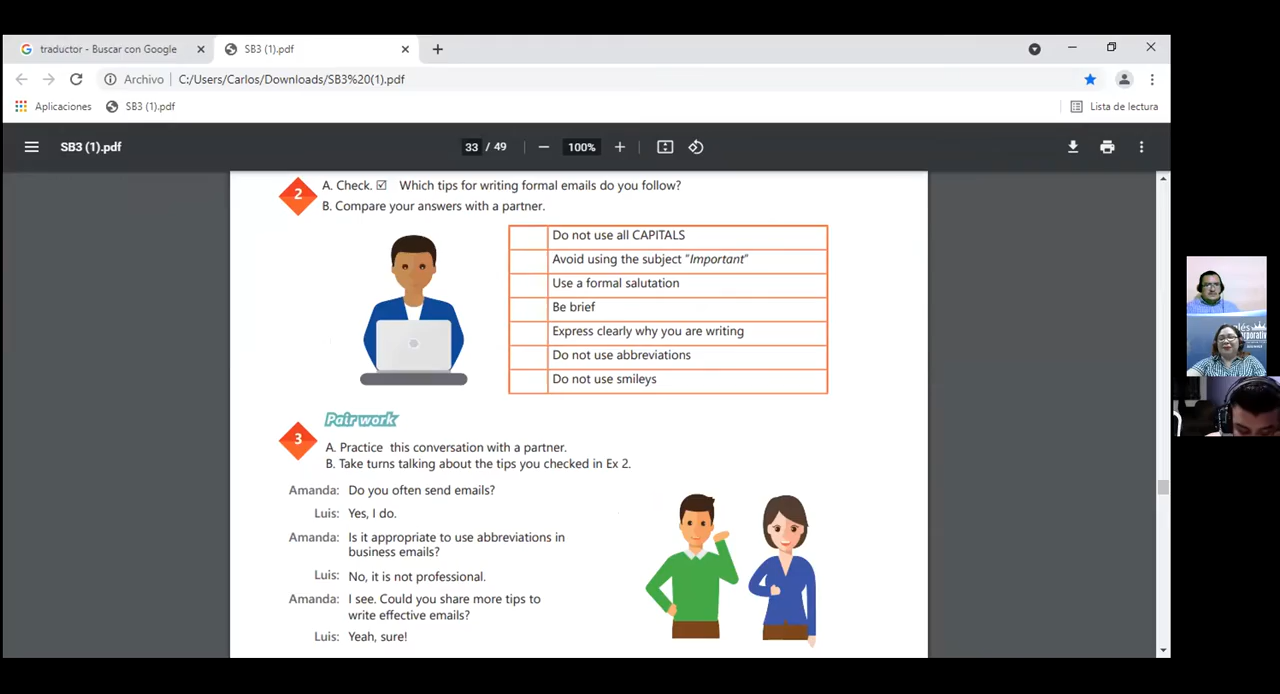 traductor - Buscar con Google
SB3 (1).pdf
Archivo
C:/Users/Carlos/Downloads/SB3%20(1).pdf
Aplicaciones
SB3 (1).pdf
Lista de lectura
SB3 (1).pdf
33 / 49
100%
2
A. Check. ☑ Which tips for writing formal emails do you follow?
B. Compare your answers with a partner.
Do not use all CAPITALS
Avoid using the subject "Important"
Use a formal salutation
Be brief
Express clearly why you are writing
Do not use abbreviations
Do not use smileys
Pair work
3
A. Practice this conversation with a partner.
B. Take turns talking about the tips you checked in Ex 2.
Amanda: Do you often send emails?
Luis: Yes, I do.
Amanda: Is it appropriate to use abbreviations in
business emails?
Luis: No, it is not professional.
Amanda: I see. Could you share more tips to
write effective emails?
Luis: Yeah, sure!